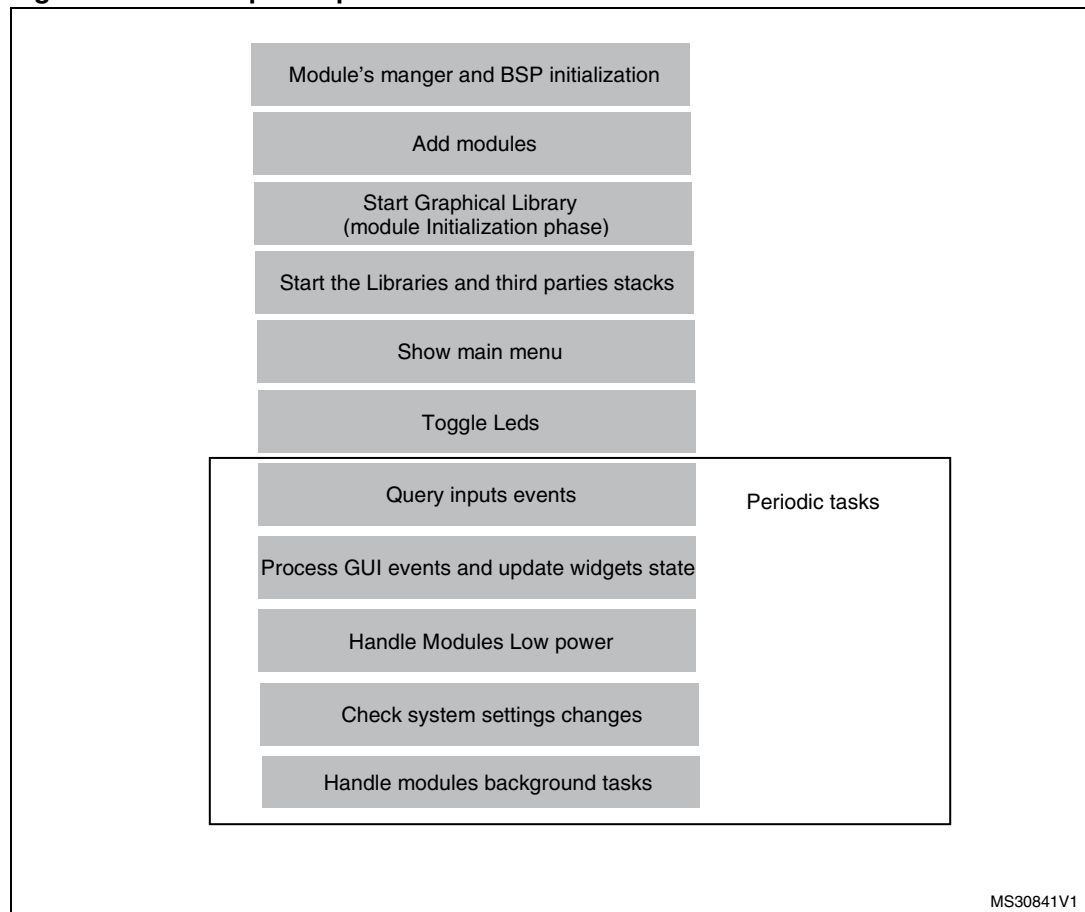 Module's manger and BSP initialization
Add modules
Start Graphical Library
(module Initialization phase)
Start the Libraries and third parties stacks
Show main menu
Toggle Leds
Query inputs events
Periodic tasks
Process GUI events and update widgets state
Handle Modules Low power
Check system settings changes
Handle modules background tasks
MS30841V1